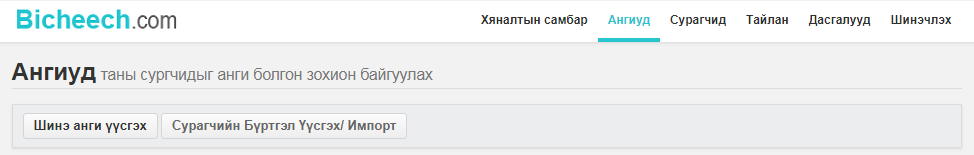 Bicheech.com
Хяналтын самбар Ангиуд Сурагчид Тайлан Дасгалууд Шинэчлэх
Ангиуд таны сургчидыг анги болгон зохион байгуулах
Шинэ анги үүсгэх Сурагчийн Бүртгэл Үүсгэх/ Импорт